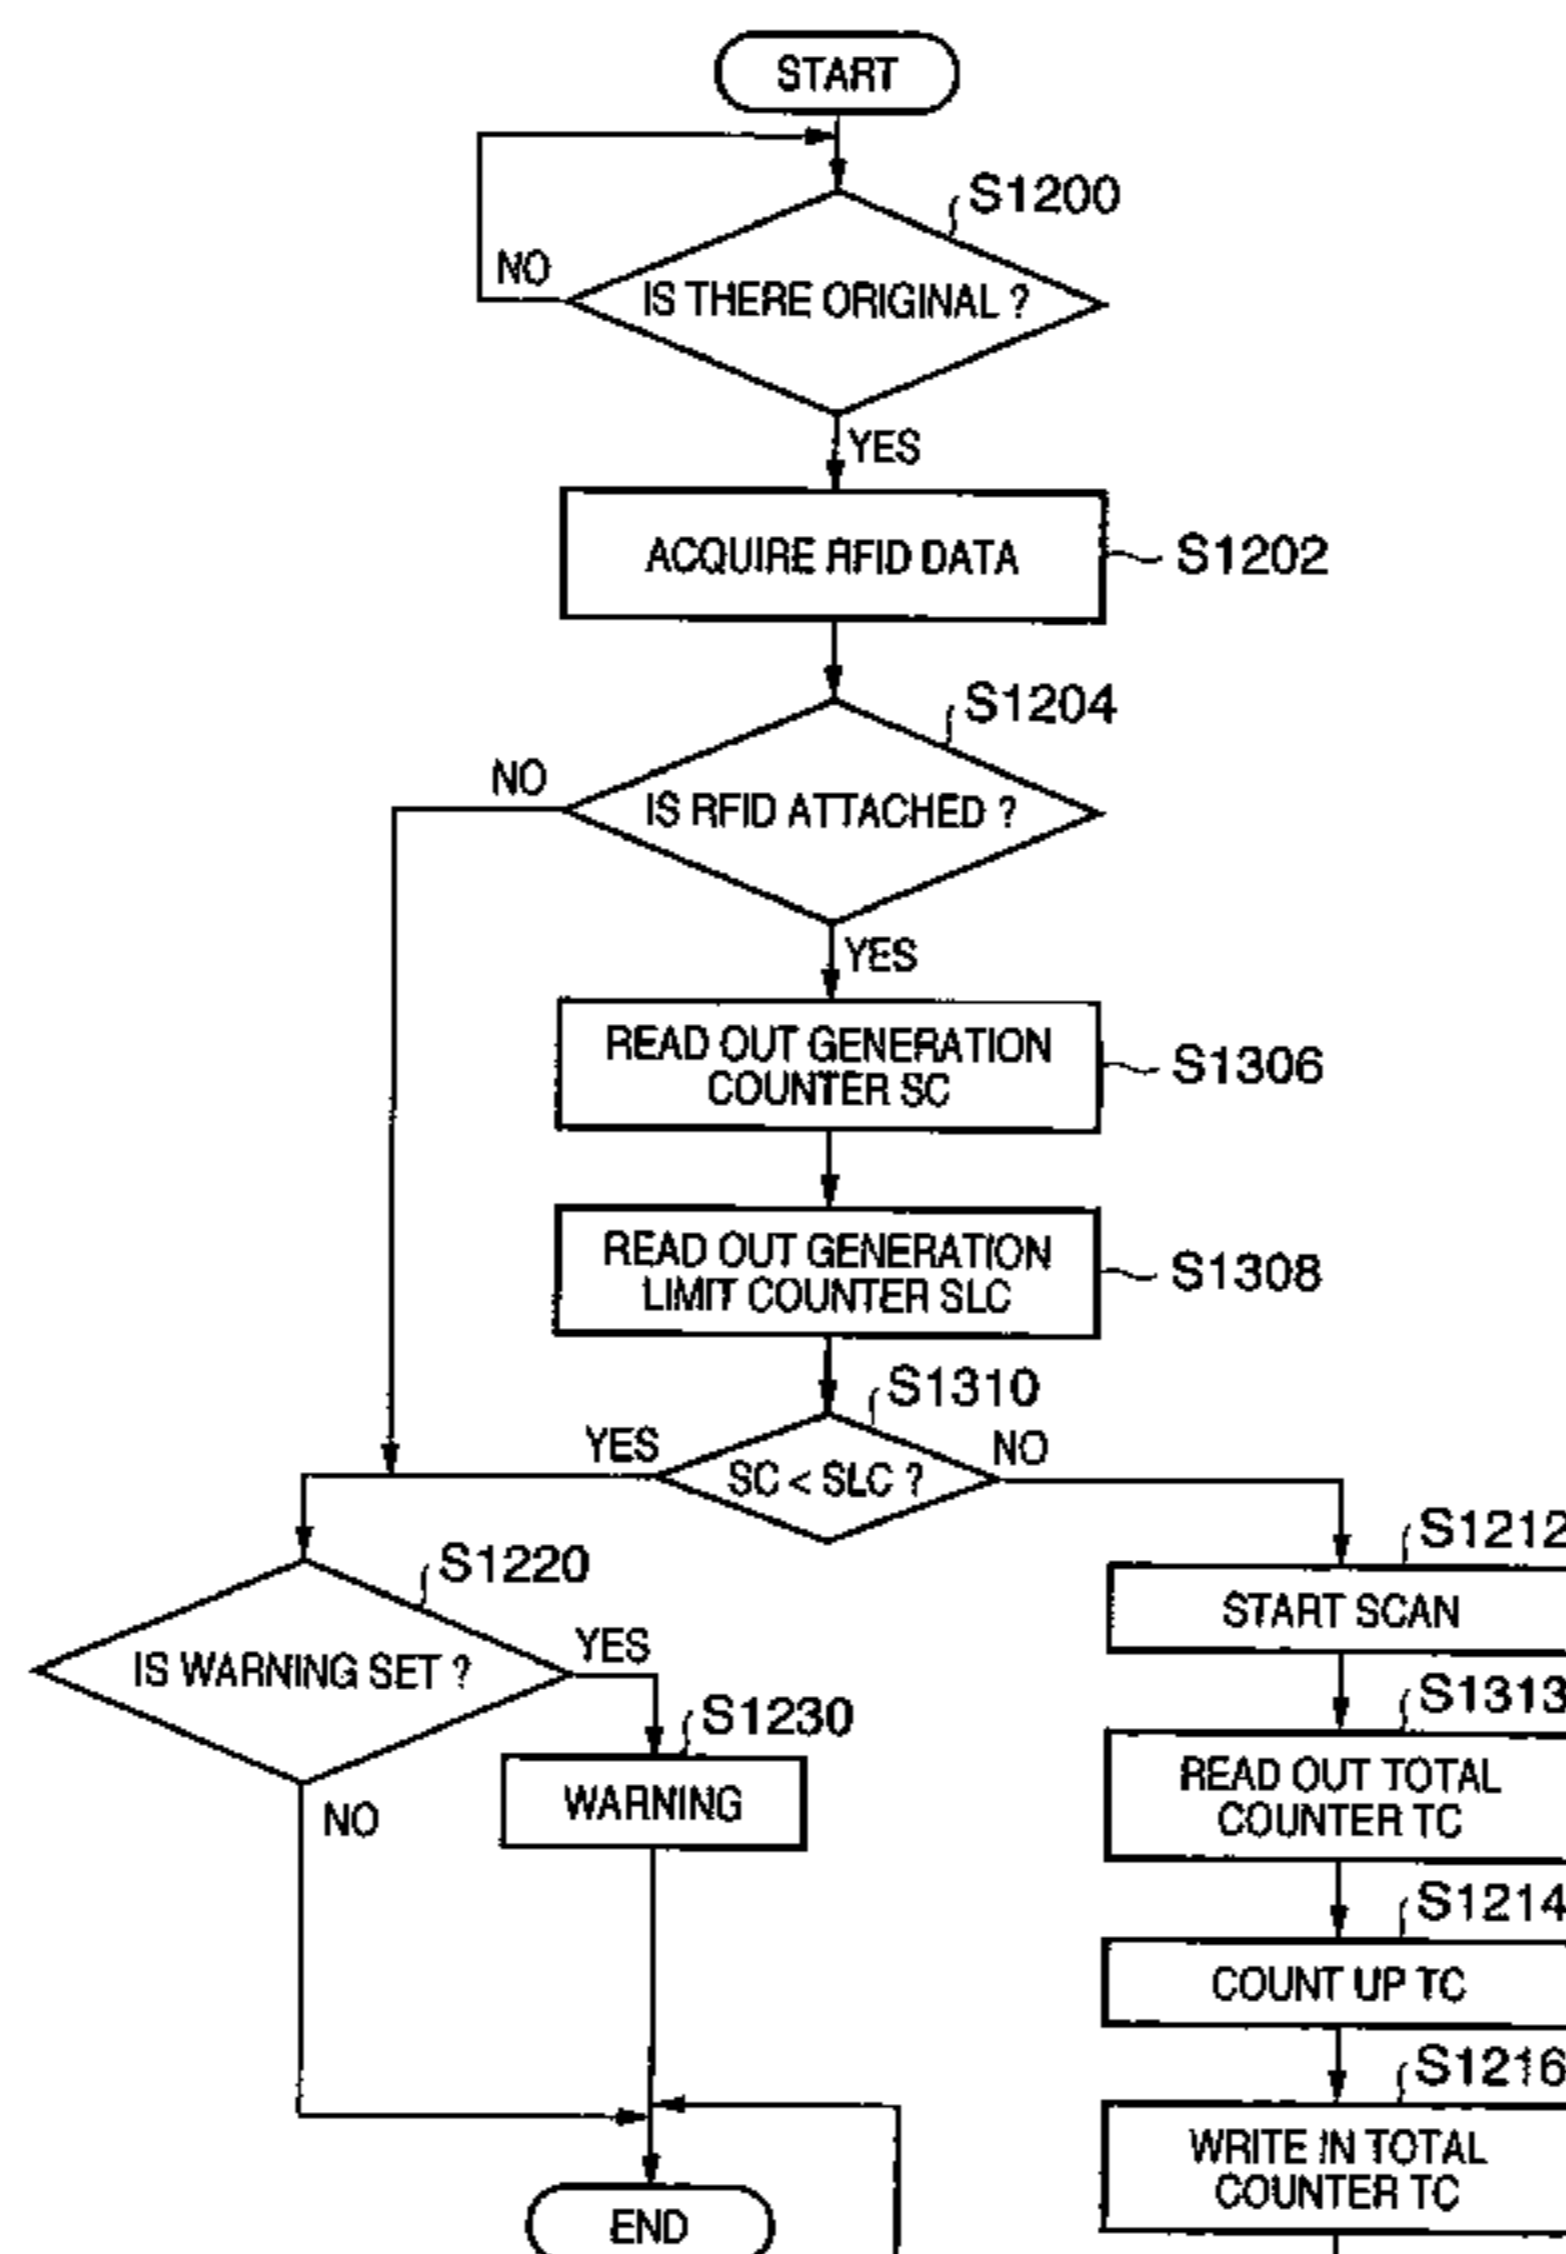 START
S1200
NO
IS THERE ORIGINAL ?
YES
ACQUIRE RFID DATA
S1202
S1204
NO
IS RFID ATTACHED ?
YES
READ OUT GENERATION
COUNTER SC
S1306
READ OUT GENERATION
LIMIT COUNTER SLC
S1308
S1310
YES
SC < SLC ?
NO
S1212
START SCAN
S1220
IS WARNING SET ?
YES
S1230
WARNING
NO
S1313
READ OUT TOTAL
COUNTER TC
S1214
COUNT UP TC
S1216
WRITE IN TOTAL
COUNTER TC
END